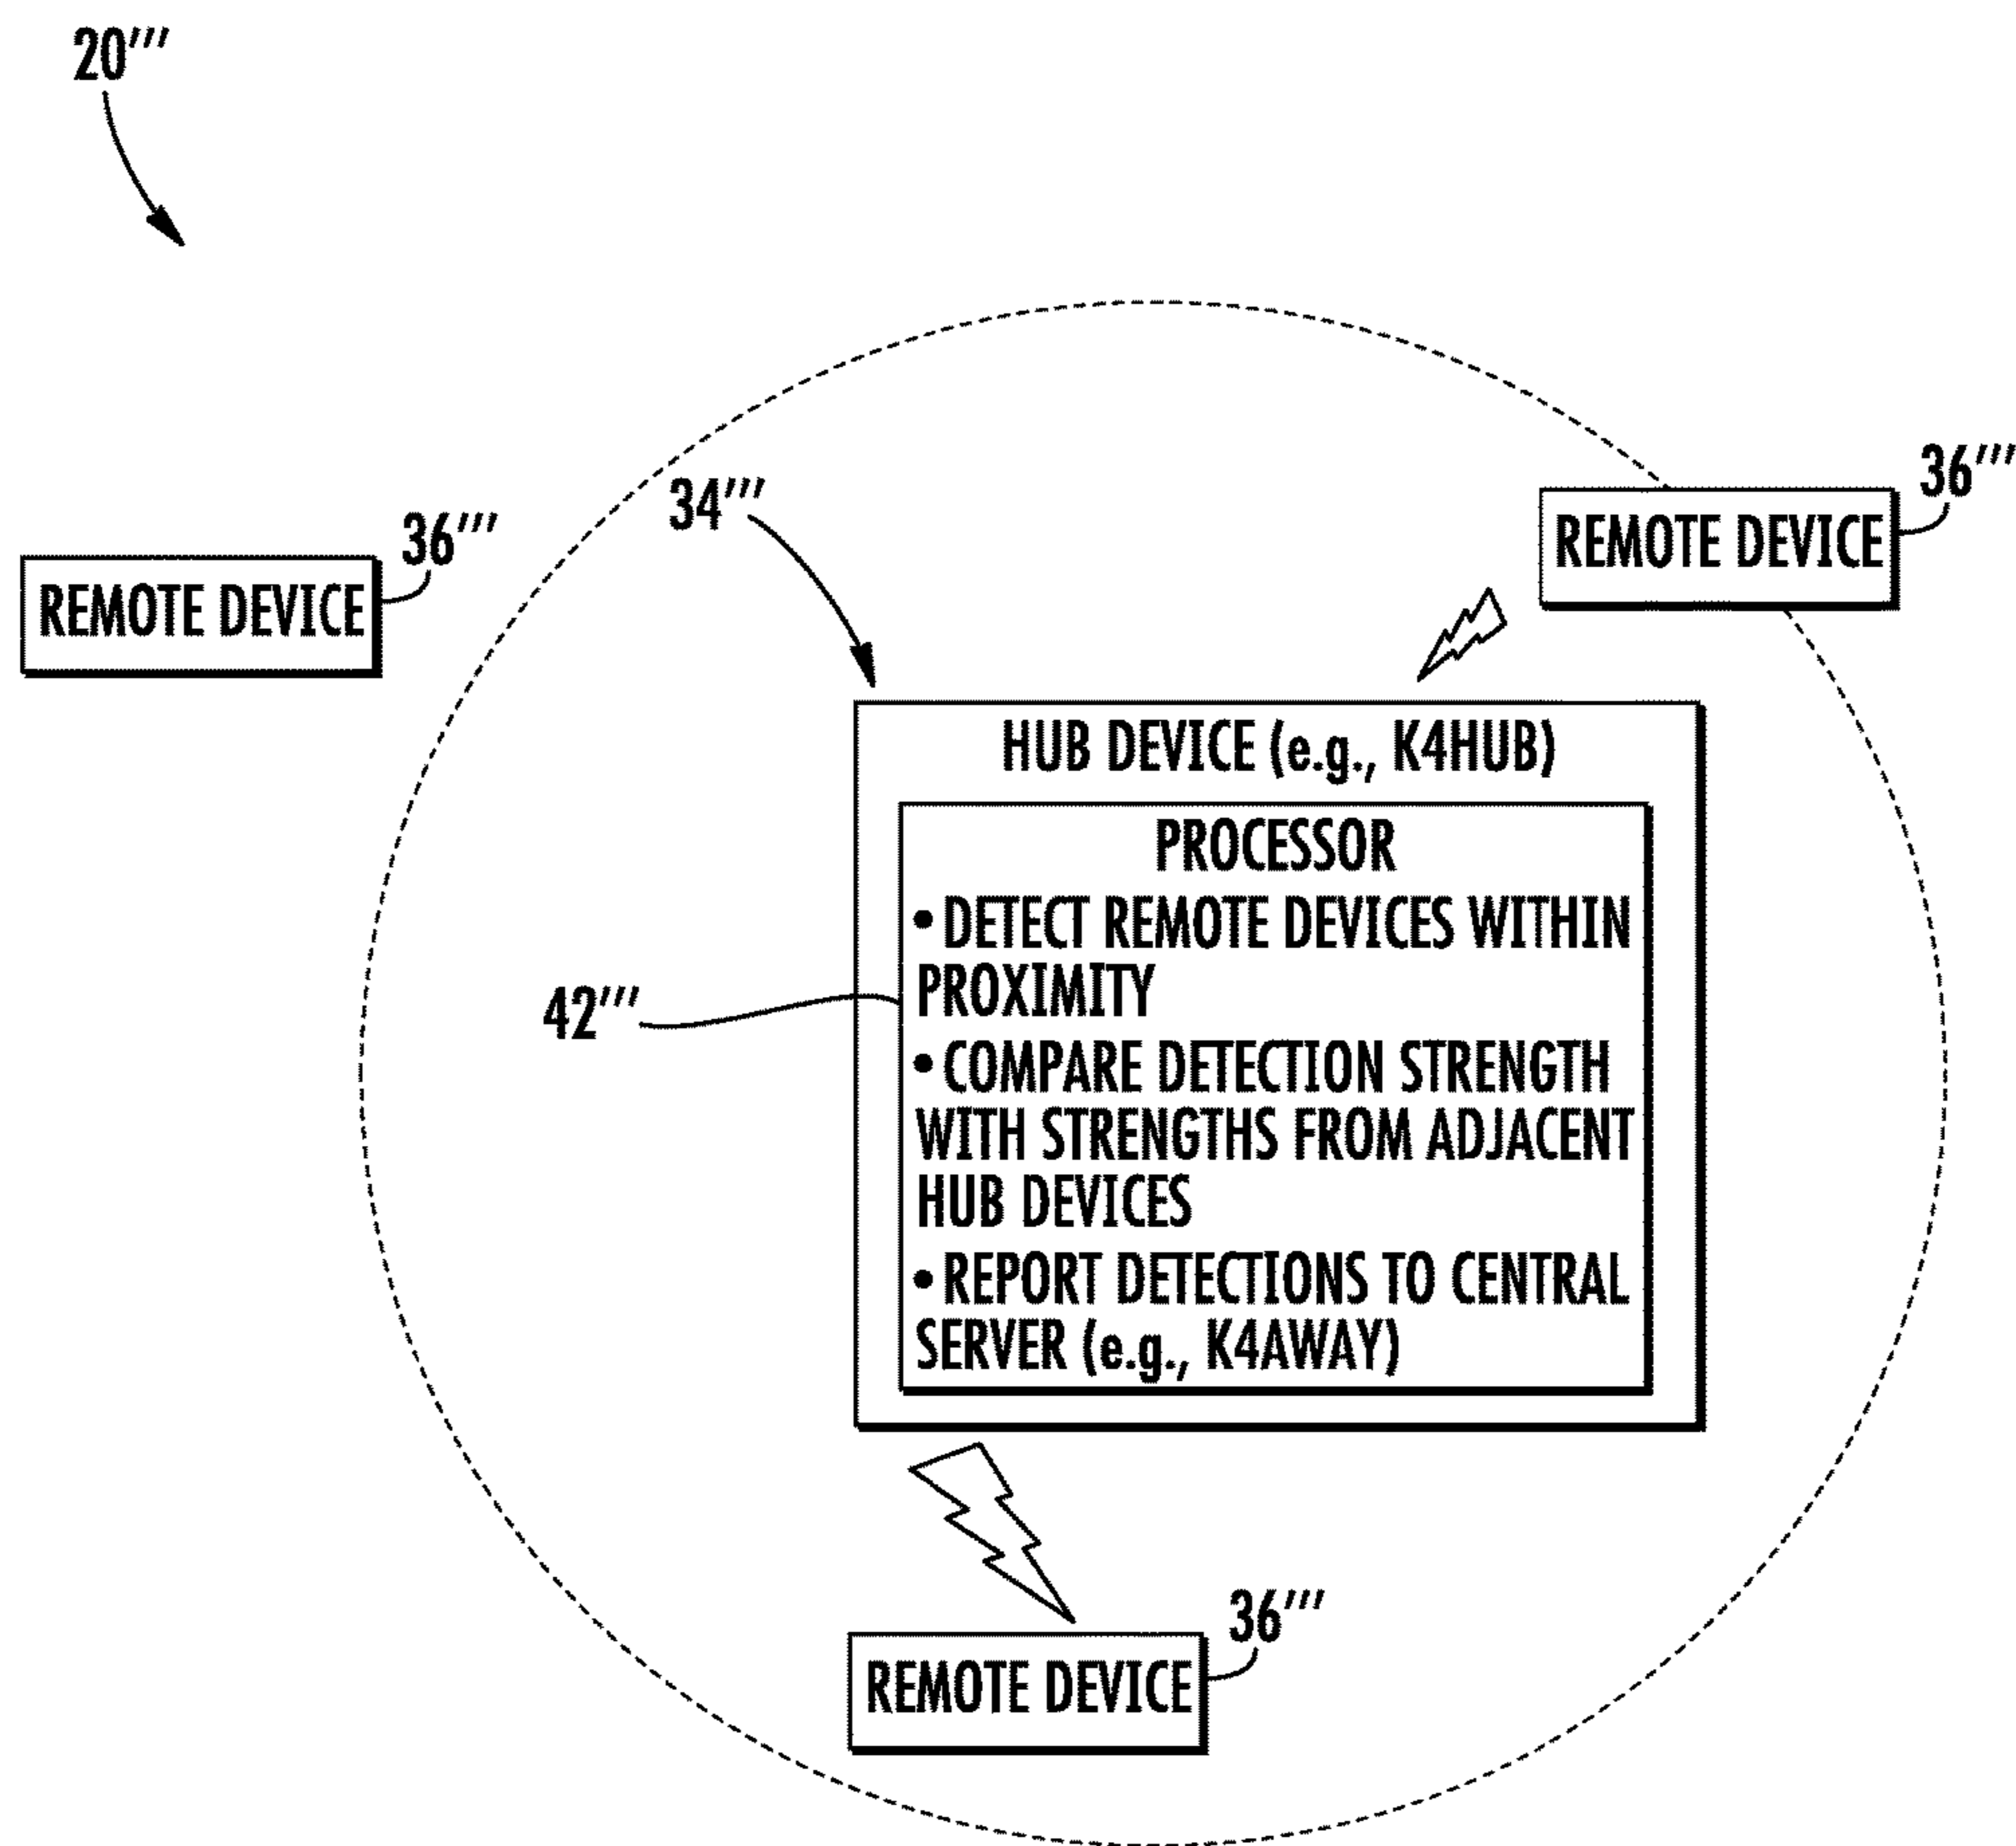 20'''
36'''
REMOTE DEVICE
34'''
36'''
REMOTE DEVICE
HUB DEVICE (e.g., K4HUB)
PROCESSOR
• DETECT REMOTE DEVICES WITHIN
PROXIMITY
42'''
• COMPARE DETECTION STRENGTH
WITH STRENGTHS FROM ADJACENT
HUB DEVICES
• REPORT DETECTIONS TO CENTRAL
SERVER (e.g., K4AWAY)
36'''
REMOTE DEVICE